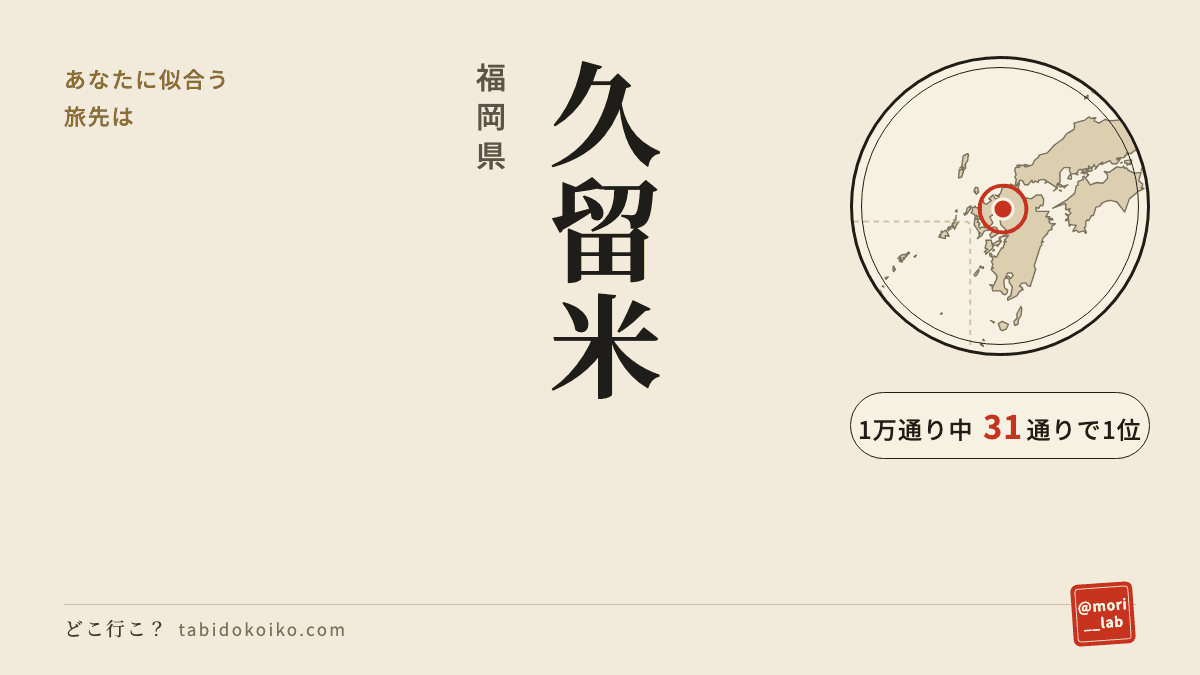 あなたに似合う
旅先は
福岡県
久留米
1万通り中 31通りで1位
どこ行こ？ tabidokoiko.com
@mori
__lab